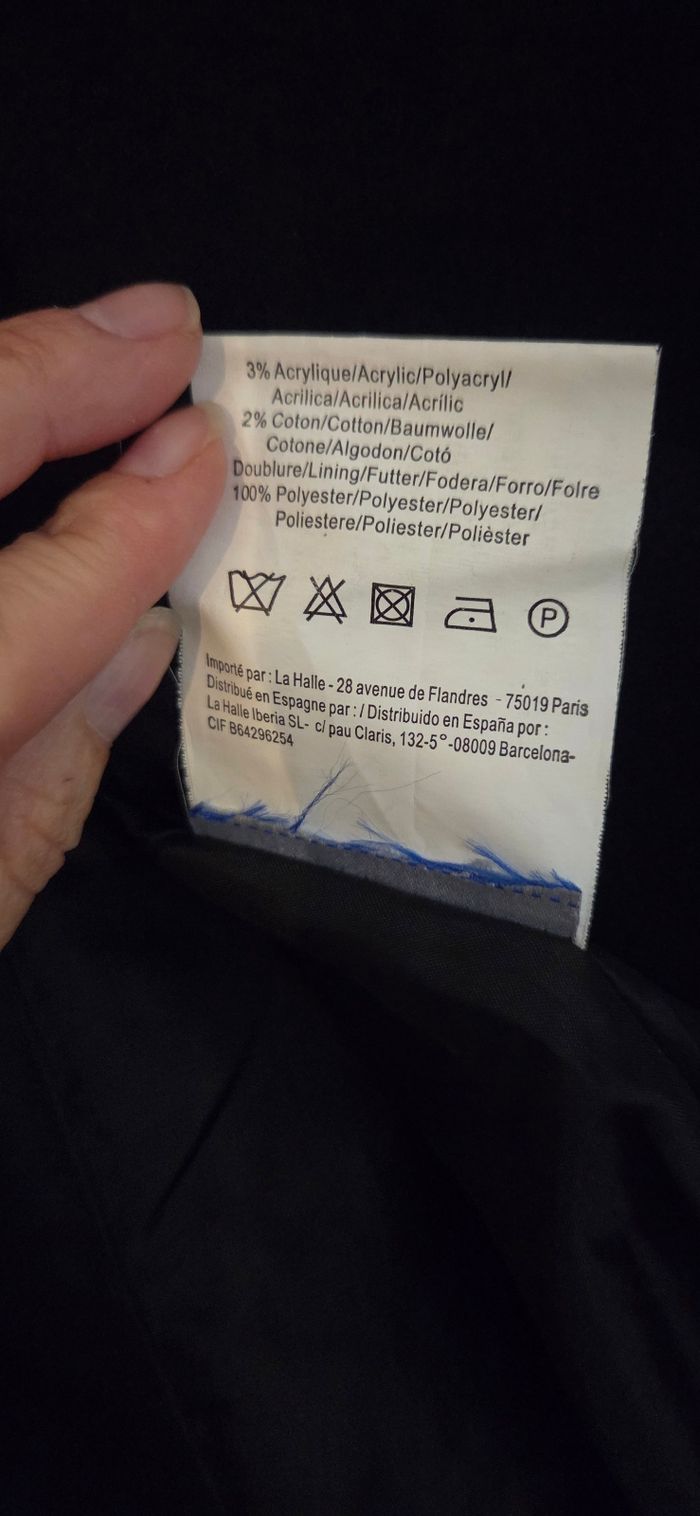 3% Acrylique/Acrylic/Polyacryl/
Acrilica/Acrilica/Acrílic
2% Coton/Cotton/Baumwolle/
Cotone/Algodon/Cotó
Doublure/Lining/Futter/Fodera/Forro/Folre
100% Polyester/Polyester/Polyester/
Poliestere/Poliester/Polièster
P
Importé par : La Halle - 28 avenue de Flandres - 75019 Paris
Distribué en Espagne par : / Distribuido en España por :
La Halle Iberia SL- c/ pau Claris, 132-5°-08009 Barcelona-
CIF B64296254